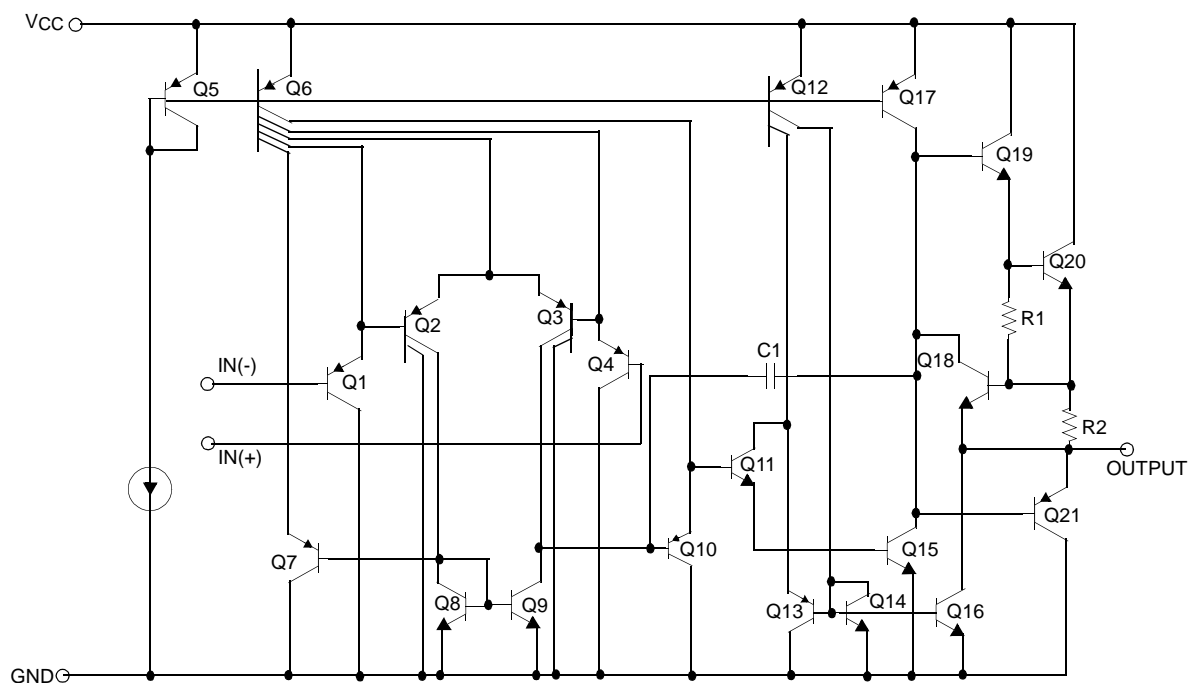 VCC
Q5
Q6
Q12
Q17
Q19
Q20
Q2
Q3
R1
Q4
C1
Q18
IN(-)
Q1
R2
IN(+)
Q11
OUTPUT
Q21
Q7
Q10
Q15
Q8
Q9
Q13
Q14
Q16
GND